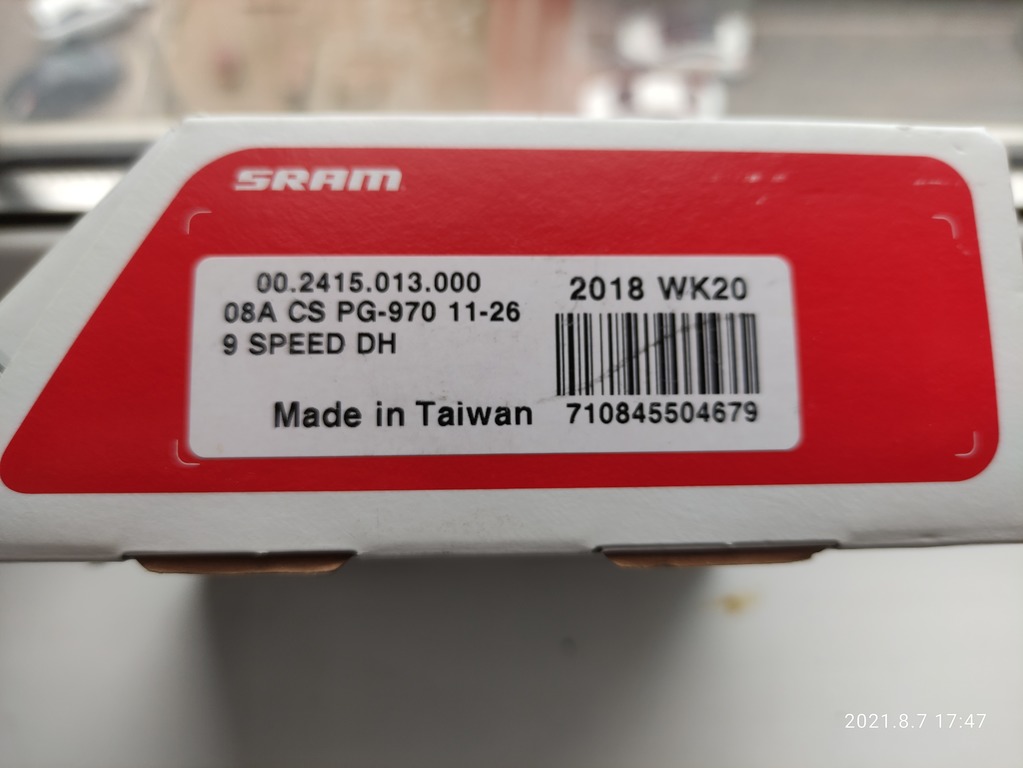 SRAM
00.2415.013.000
08A CS PG-970 11-26
9 SPEED DH
Made in Taiwan
2018 WK20
710845504679
2021.8.7 17:47